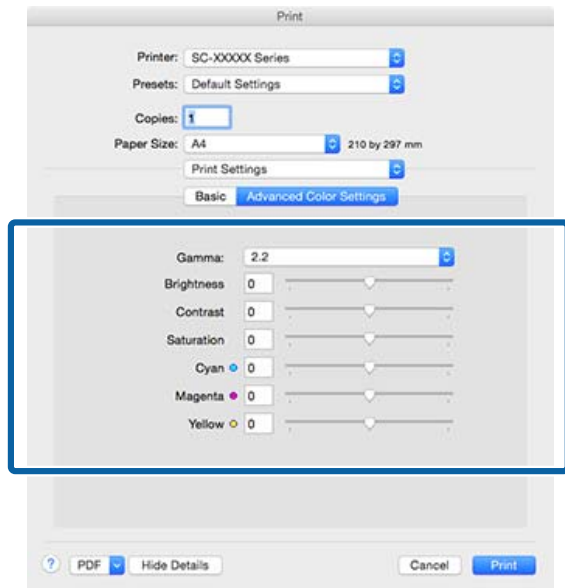 Print
Printer: SC-XXXXX Series
Presets: Default Settings
Copies: 1
Paper Size: A4 210 by 297 mm
Print Settings
Basic Advanced Color Settings
Gamma: 2.2
Brightness 0
Contrast 0
Saturation 0
Cyan 0
Magenta 0
Yellow 0
? PDF Hide Details Cancel Print